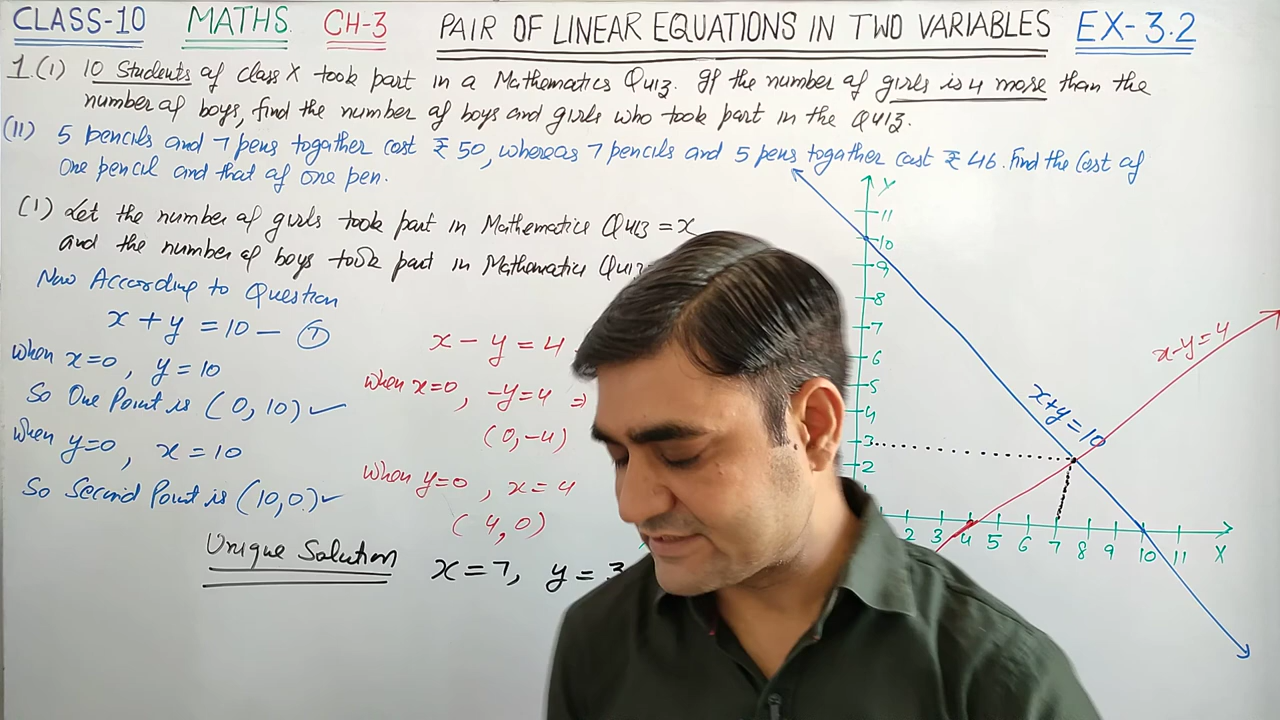 CLASS-10 MATHS CH-3 PAIR OF LINEAR EQUATIONS IN TWO VARIABLES EX-3.2
1.(i) 10 Students of class X took part in a Mathematics Quiz. If the number of girls is 4 more than the
number of boys, find the number of boys and girls who took part in the Quiz.
(ii) 5 pencils and 7 pens together cost ₹50, whereas 7 pencils and 5 pens together cost ₹46. Find the Cost of
One pencil and that of one pen.
(i) Let the number of girls took part in Mathematics Quiz = x
and the number of boys took part in Mathematics Quiz
Now According to Question
x + y = 10 — ①
When x=0, y = 10
So One Point is (0, 10) ✓
When y=0, x = 10
So Second Point is (10, 0) ✓
x - y = 4
When x=0, -y=4 ⇒
(0, -4)
When y=0, x = 4
(4, 0)
Unique Solution x = 7, y = 3
Y
11
10
9
8
7
6
5
4
3
2
x-y=4
x+y=10
2 3 4 5 6 7 8 9 10 11 X